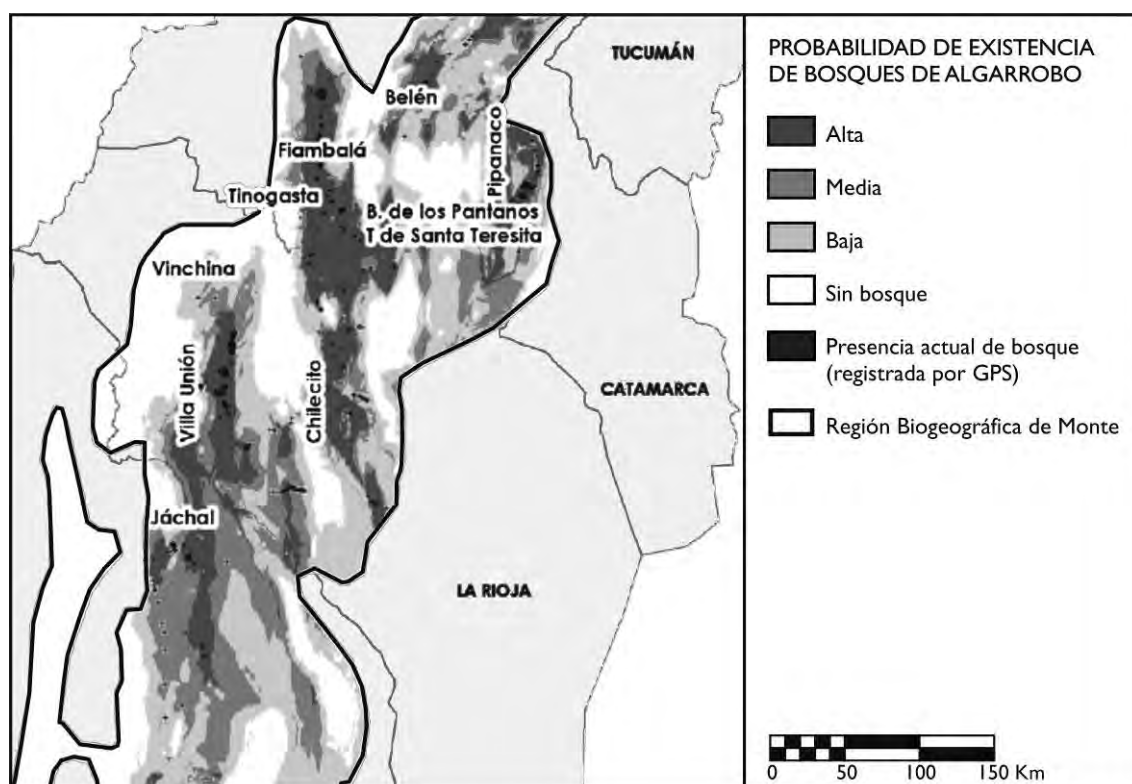 TUCUMÁN
Belén
Pipanaco
Fiambalá
Tinogasta
B. de los Pantanos
T de Santa Teresita
Vinchina
Villa Unión
Chilecito
CATAMARCA
Jáchal
LA RIOJA
PROBABILIDAD DE EXISTENCIA
DE BOSQUES DE ALGARROBO
Alta
Media
Baja
Sin bosque
Presencia actual de bosque
(registrada por GPS)
Región Biogeográfica de Monte
0 50 100 150 Km